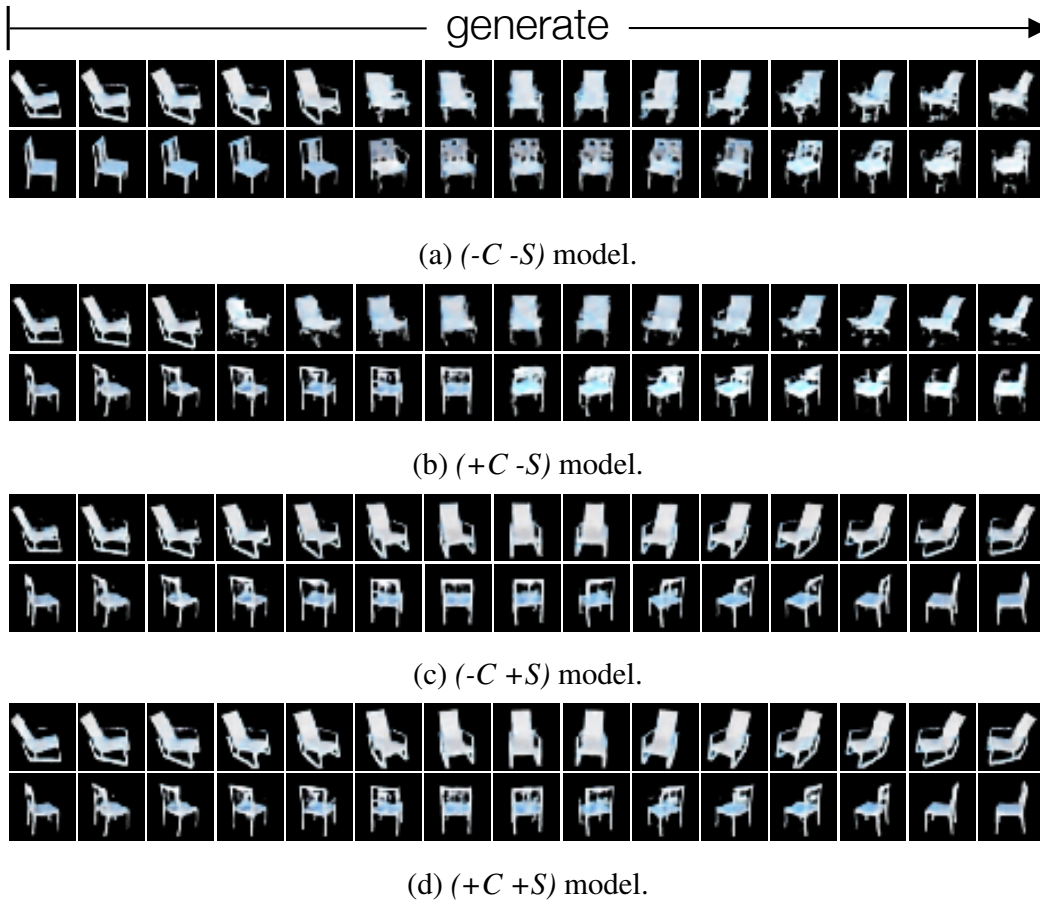 generate
(a) (-C -S) model.
(b) (+C -S) model.
(c) (-C +S) model.
(d) (+C +S) model.